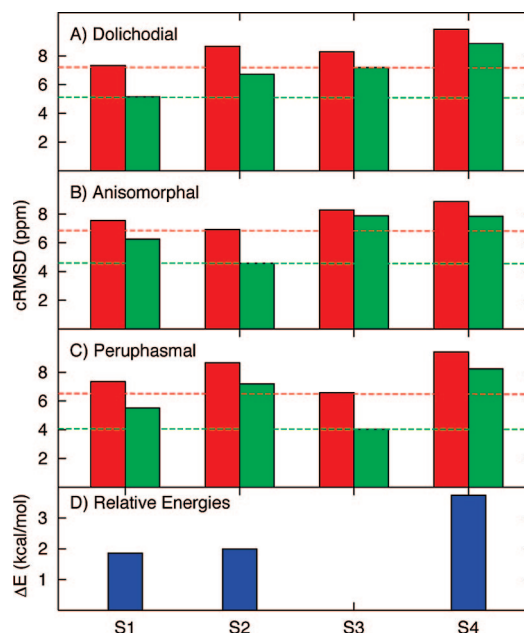 A) Dolichodial
8
6
4
2
B) Anisomorphal
8
6
4
2
cRMSD (ppm)
C) Peruphasmal
8
6
4
2
D) Relative Energies
3
2
1
ΔE (kcal/mol)
S1 S2 S3 S4